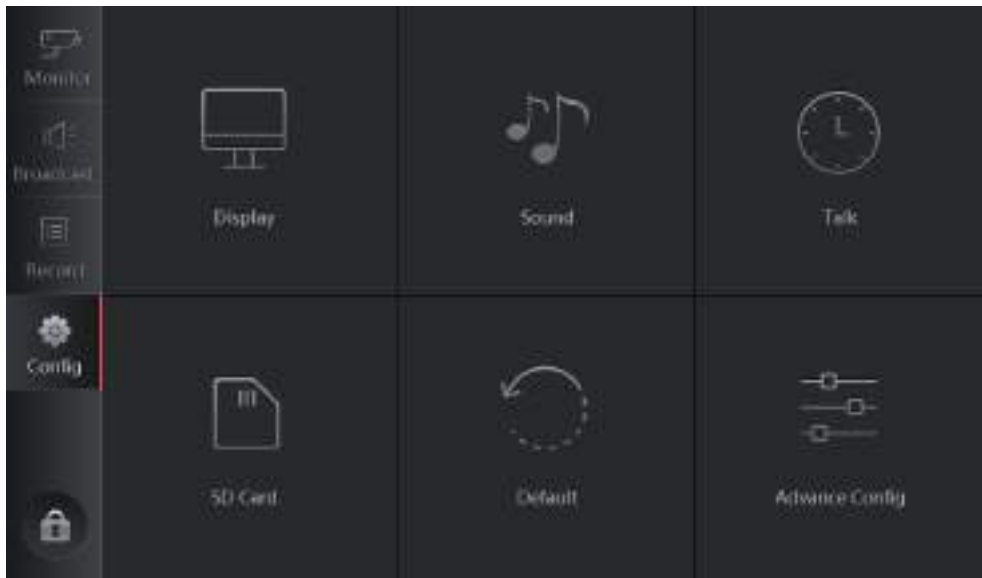 Monitor
Broadcast
Record
Config
Display
Sound
Talk
SD Card
Default
Advance Config